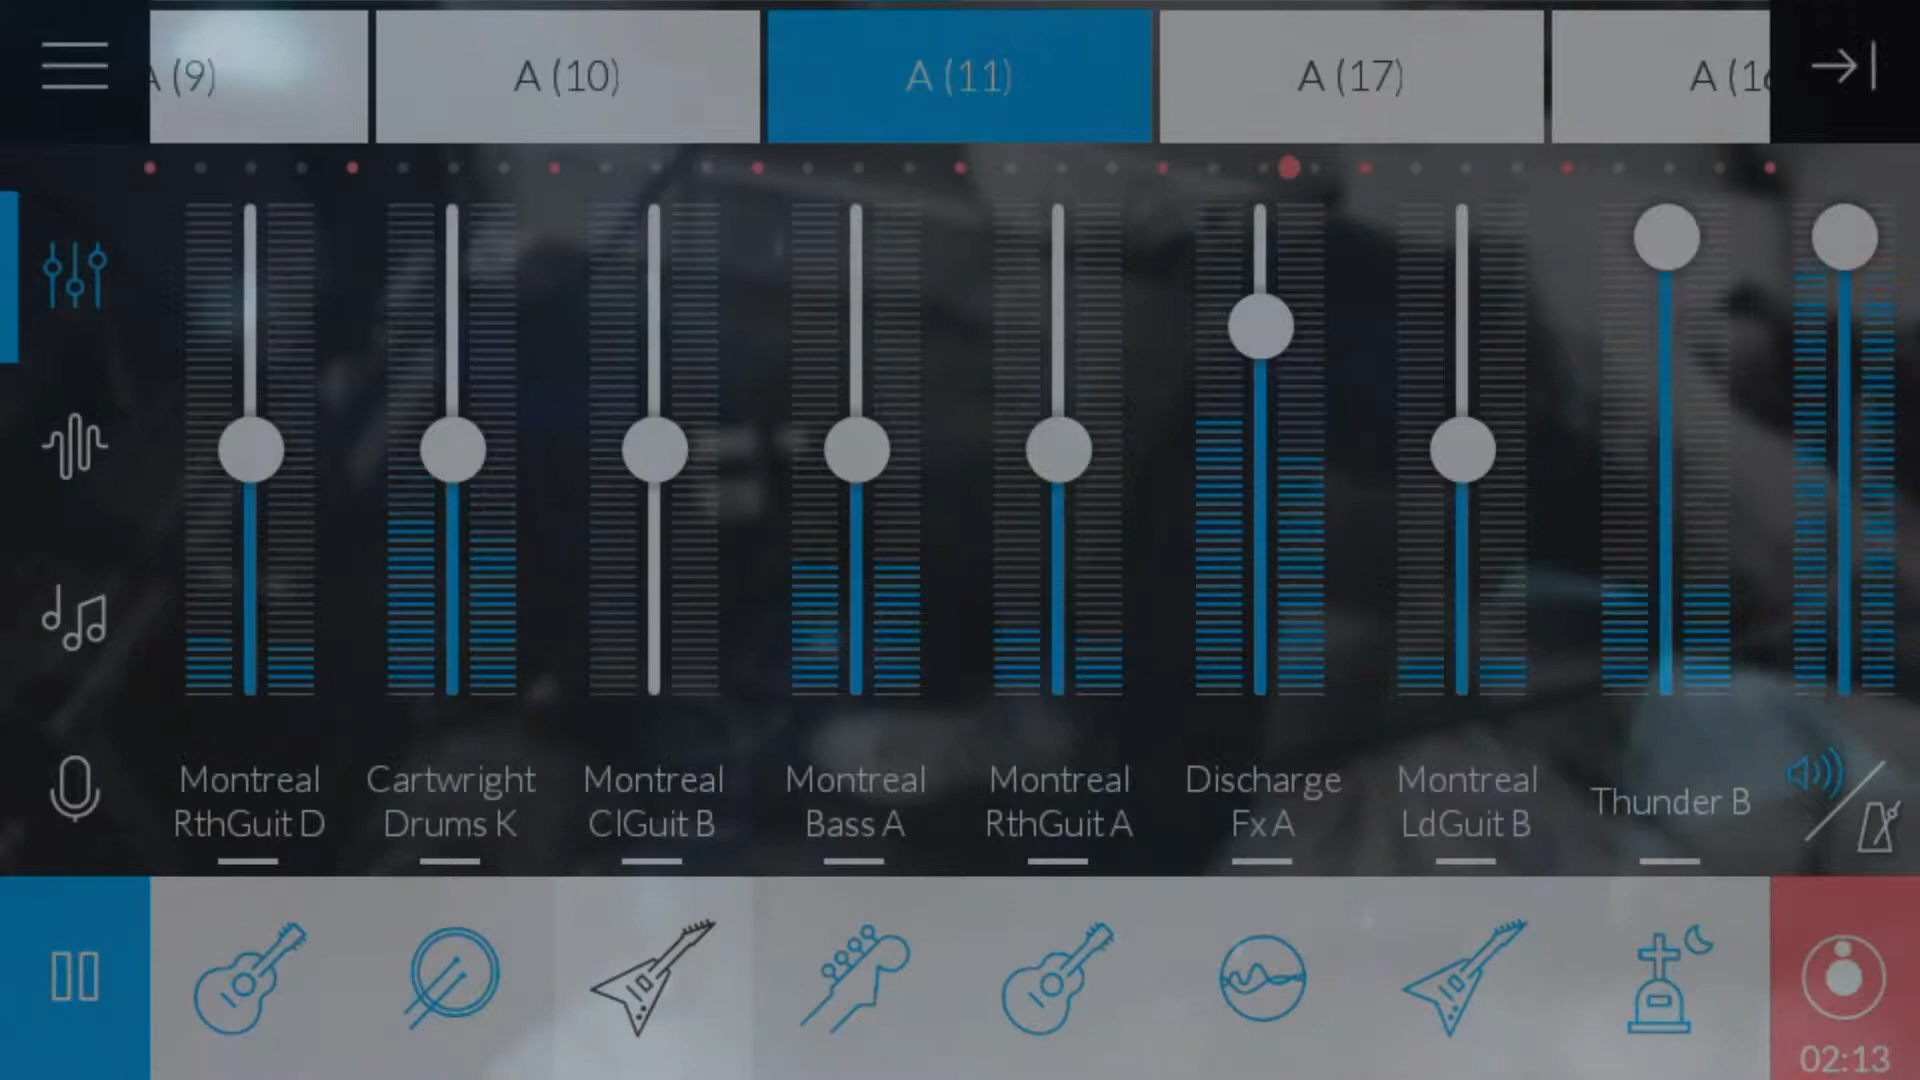 A (9)
A (10)
A (11)
A (17)
A (16
Montreal
RthGuit D
Cartwright
Drums K
Montreal
ClGuit B
Montreal
Bass A
Montreal
RthGuit A
Discharge
Fx A
Montreal
LdGuit B
Thunder B
02:13